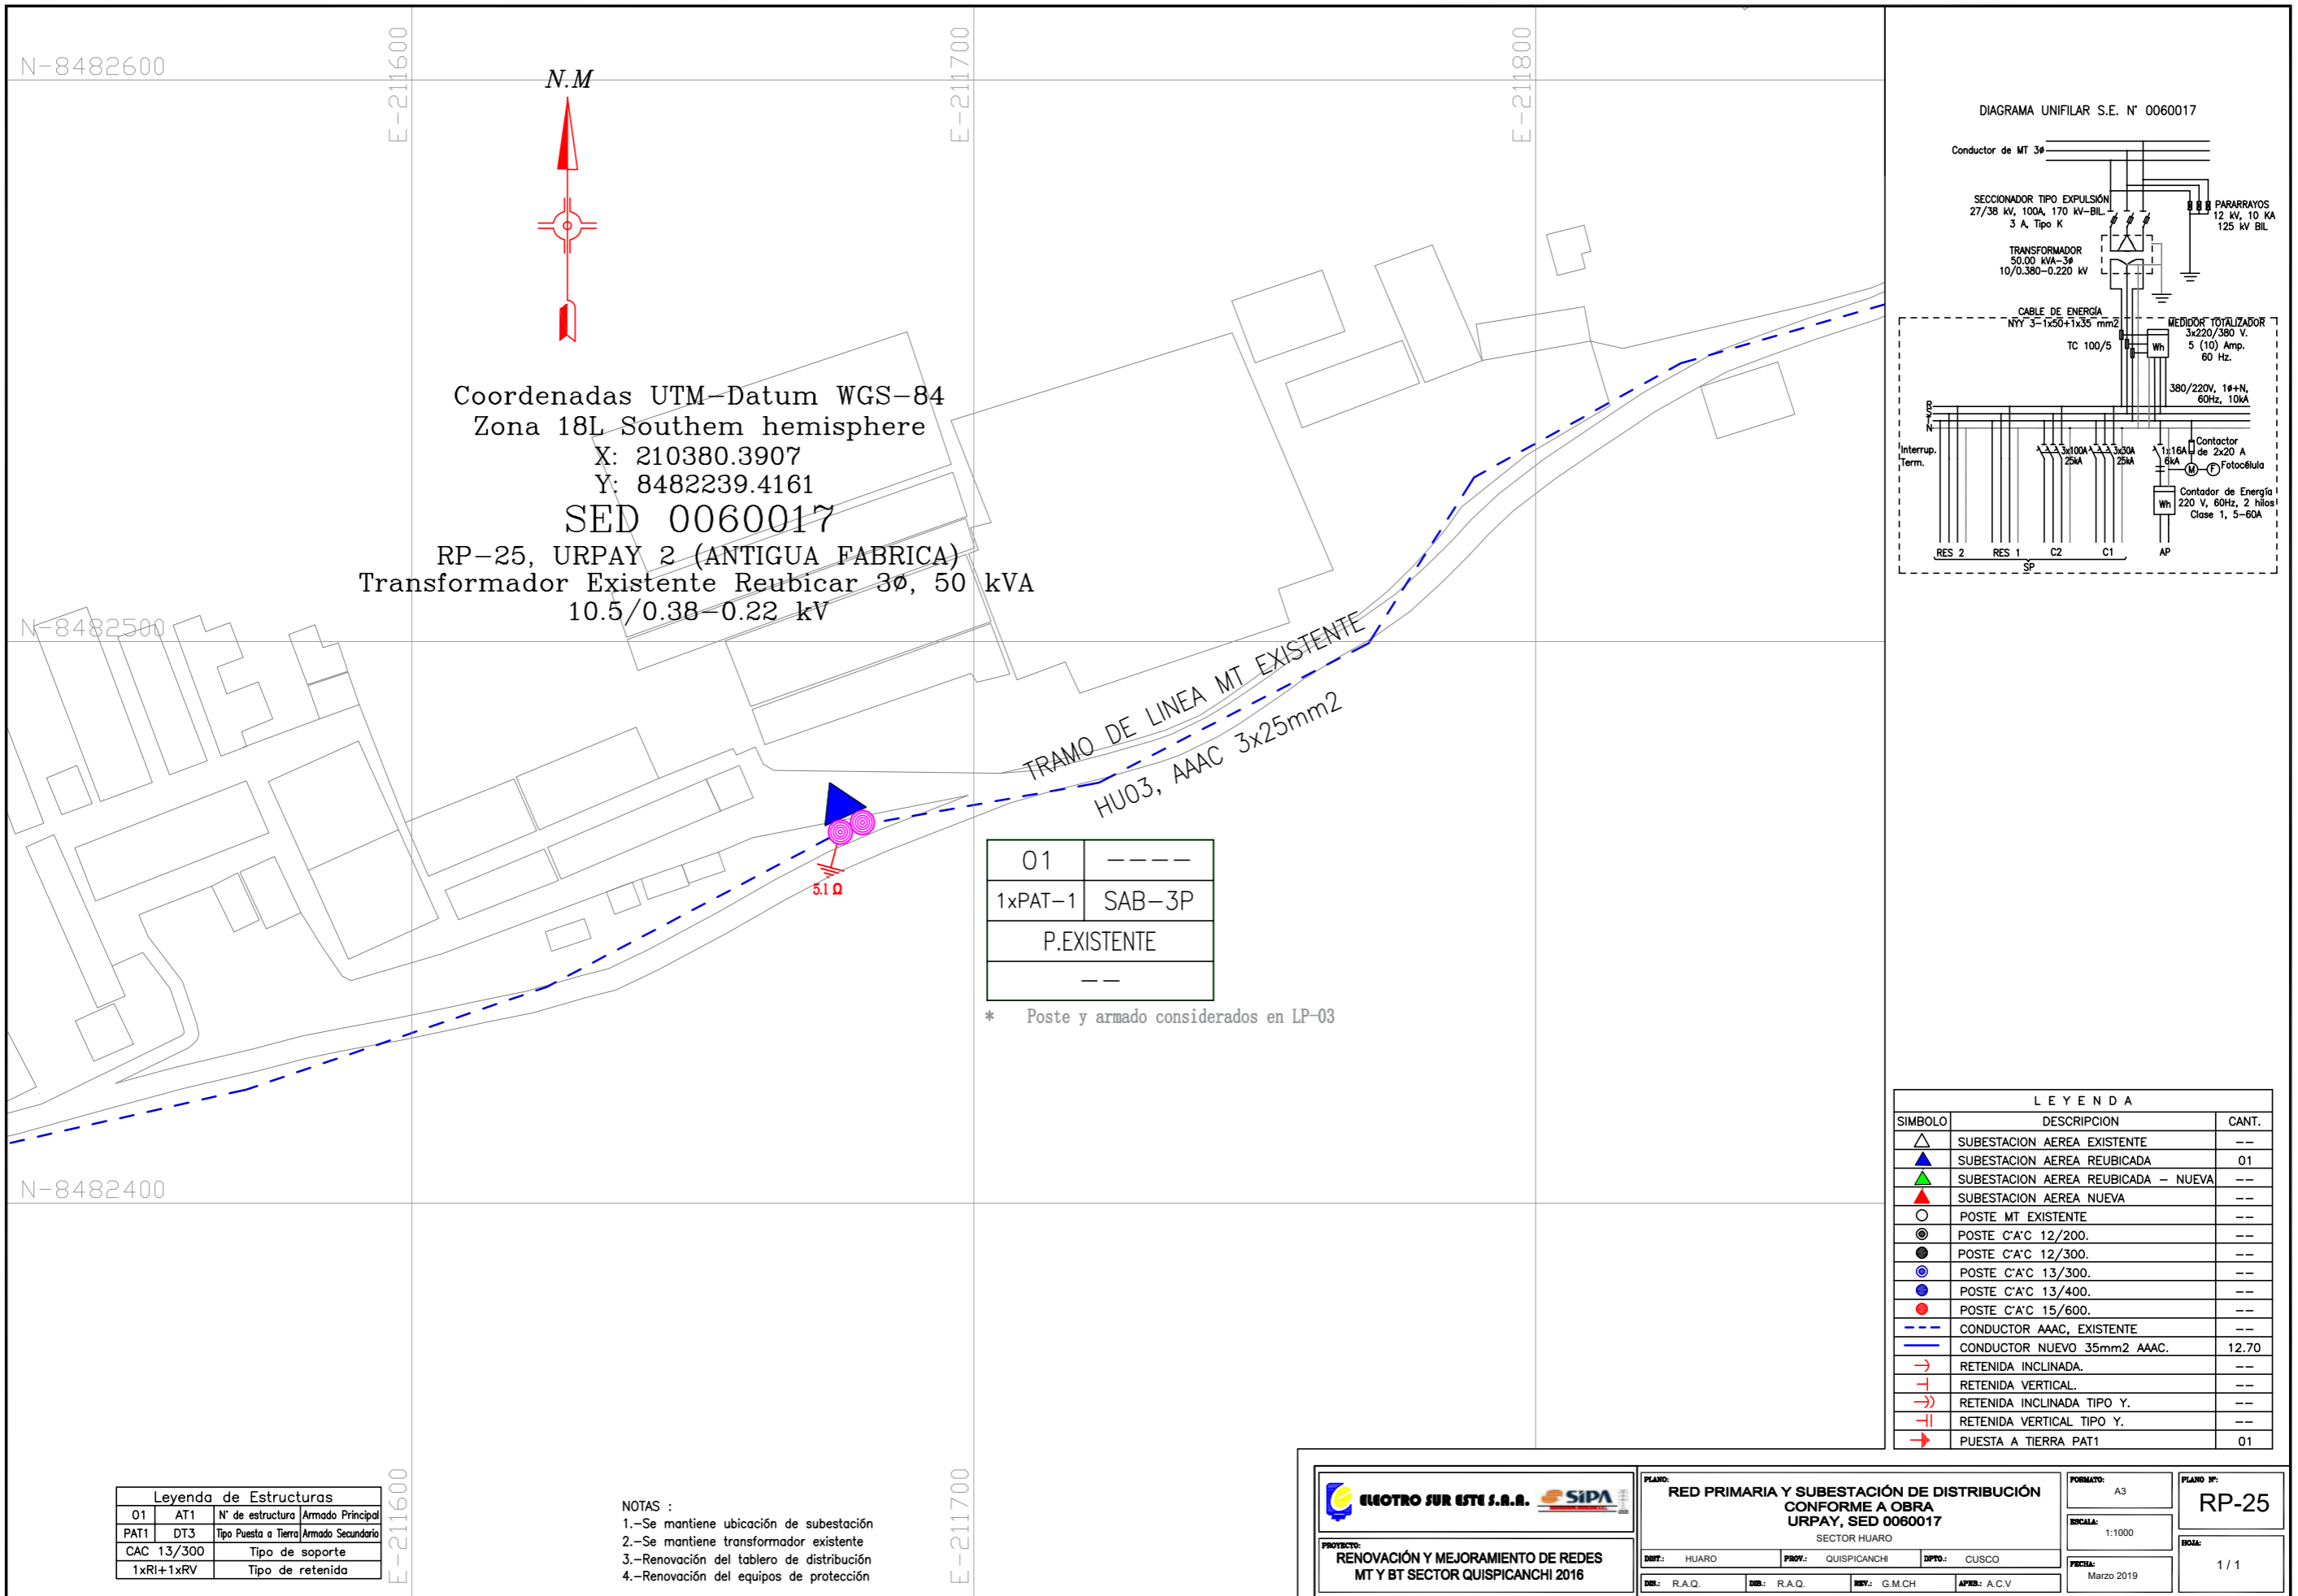 N-8482600
E-211600
E-211700
E-211800
N.M
Coordenadas UTM-Datum WGS-84
Zona 18L Southem hemisphere
X: 210380.3907
Y: 8482239.4161
SED 0060017
RP-25, URPAY 2 (ANTIGUA FABRICA)
Transformador Existente Reubicar 3ø, 50 kVA
10.5/0.38-0.22 kV
N-8482500
TRAMO DE LINEA MT EXISTENTE
HU03, AAAC 3x25mm2
5.1 Ω
01 ----
1xPAT-1 SAB-3P
P.EXISTENTE
--
* Poste y armado considerados en LP-03
N-8482400
E-211600
E-211700
DIAGRAMA UNIFILAR S.E. N° 0060017
Conductor de MT 3ø
SECCIONADOR TIPO EXPULSIÓN
27/38 kV, 100A, 170 kV-BIL.
3 A, Tipo K
PARARRAYOS
12 kV, 10 KA
125 kV BIL
TRANSFORMADOR
50.00 kVA-3ø
10/0.380-0.220 kV
CABLE DE ENERGÍA
NYY 3-1x50+1x35 mm2
TC 100/5
MEDIDOR TOTALIZADOR
3x220/380 V.
5 (10) Amp.
60 Hz.
Wh
380/220V, 1ø+N,
60Hz, 10kA
R
S
T
N
Interrup.
Term.
3x100A
25kA
3x30A
25kA
1x16A
6kA
Contactor
de 2x20 A
M
F
Fotocélula
Wh
Contador de Energía
220 V, 60Hz, 2 hilos
Clase 1, 5-60A
RES 2 RES 1 C2 C1 AP
SP
L E Y E N D A
SIMBOLO DESCRIPCION CANT.
SUBESTACION AEREA EXISTENTE --
SUBESTACION AEREA REUBICADA 01
SUBESTACION AEREA REUBICADA - NUEVA --
SUBESTACION AEREA NUEVA --
POSTE MT EXISTENTE --
POSTE C'A'C 12/200. --
POSTE C'A'C 12/300. --
POSTE C'A'C 13/300. --
POSTE C'A'C 13/400. --
POSTE C'A'C 15/600. --
CONDUCTOR AAAC, EXISTENTE --
CONDUCTOR NUEVO 35mm2 AAAC. 12.70
RETENIDA INCLINADA. --
RETENIDA VERTICAL. --
RETENIDA INCLINADA TIPO Y. --
RETENIDA VERTICAL TIPO Y. --
PUESTA A TIERRA PAT1 01
Leyenda de Estructuras
01 AT1 N° de estructura Armado Principal
PAT1 DT3 Tipo Puesta a Tierra Armado Secundario
CAC 13/300 Tipo de soporte
1xRI+1xRV Tipo de retenida
NOTAS :
1.-Se mantiene ubicación de subestación
2.-Se mantiene transformador existente
3.-Renovación del tablero de distribución
4.-Renovación del equipos de protección
ELECTRO SUR ESTE S.A.A. SIPA
PROYECTO:
RENOVACIÓN Y MEJORAMIENTO DE REDES
MT Y BT SECTOR QUISPICANCHI 2016
PLANO:
RED PRIMARIA Y SUBESTACIÓN DE DISTRIBUCIÓN
CONFORME A OBRA
URPAY, SED 0060017
SECTOR HUARO
DIST.: HUARO PROV.: QUISPICANCHI DPTO.: CUSCO
DIS.: R.A.Q. DIB.: R.A.Q. REV.: G.M.CH APRB.: A.C.V
FORMATO:
A3
ESCALA:
1:1000
FECHA:
Marzo 2019
PLANO N°:
RP-25
HOJA:
1 / 1